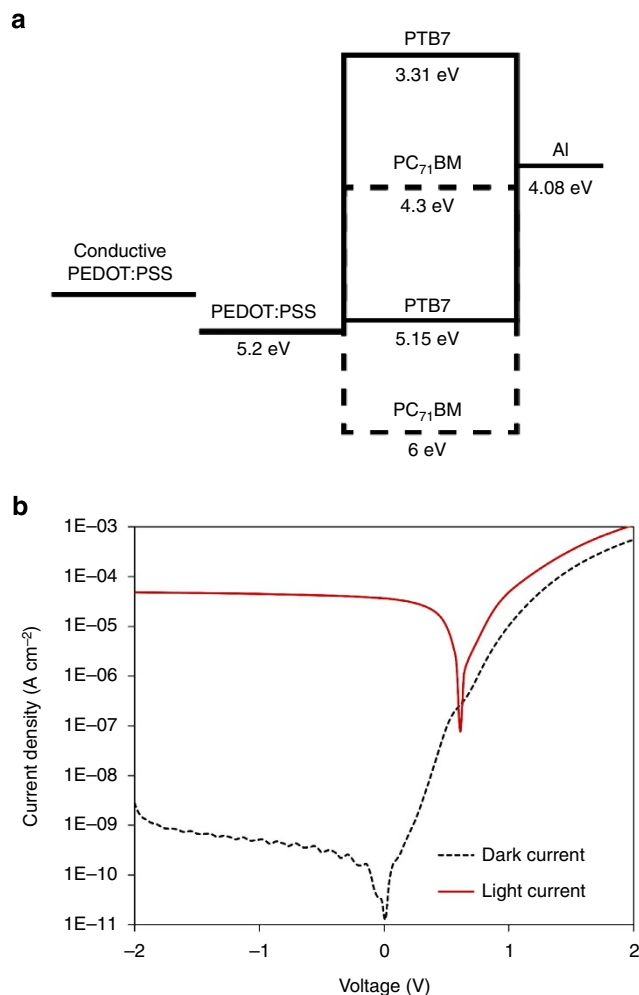 a
PTB7
3.31 eV
Al
4.08 eV
PC₇₁BM
4.3 eV
Conductive
PEDOT:PSS
PEDOT:PSS
5.2 eV
PTB7
5.15 eV
PC₇₁BM
6 eV
b
1E–03
1E–04
1E–05
1E–06
1E–07
1E–08
1E–09
1E–10
1E–11
Current density (A cm⁻²)
Dark current
Light current
–2
–1
0
1
2
Voltage (V)